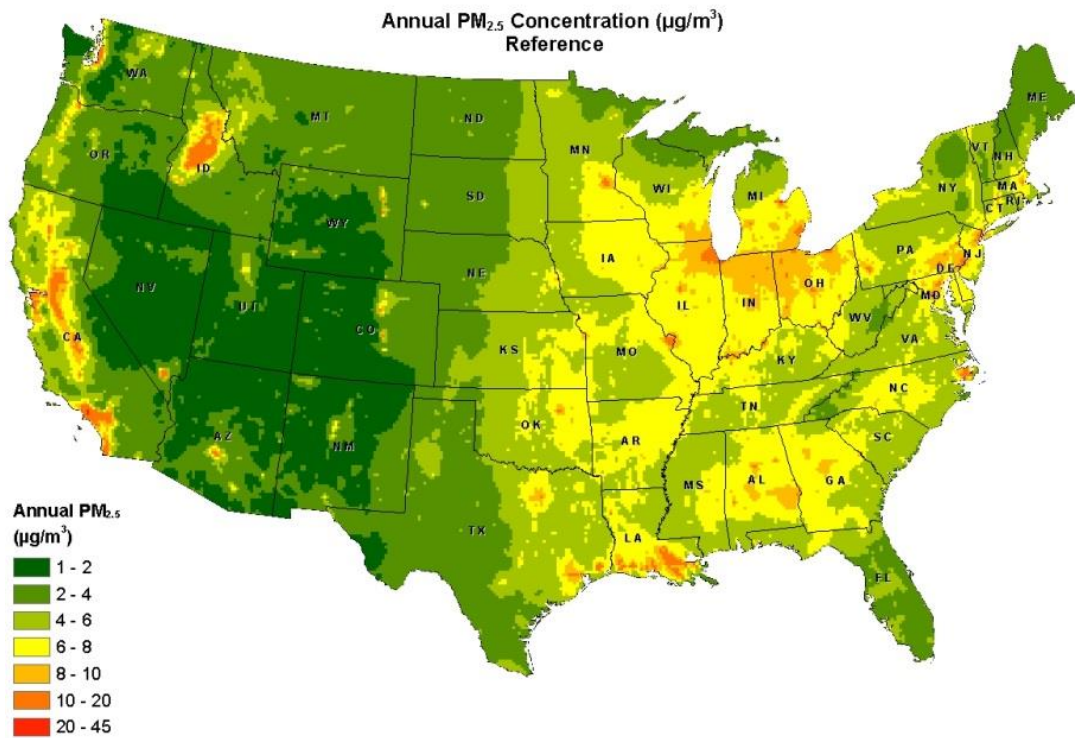 Annual PM2.5 Concentration (µg/m³)
Reference
WA
MT
ND
MN
ME
VT
NH
OR
ID
SD
WI
MI
NY
MA
RI
CT
WY
IA
PA
NJ
NE
DE
NV
UT
CO
IL
IN
OH
MD
WV
CA
KS
MO
KY
VA
AZ
NM
OK
TN
NC
AR
SC
MS
AL
GA
TX
LA
FL
Annual PM2.5
(µg/m³)
1 - 2
2 - 4
4 - 6
6 - 8
8 - 10
10 - 20
20 - 45